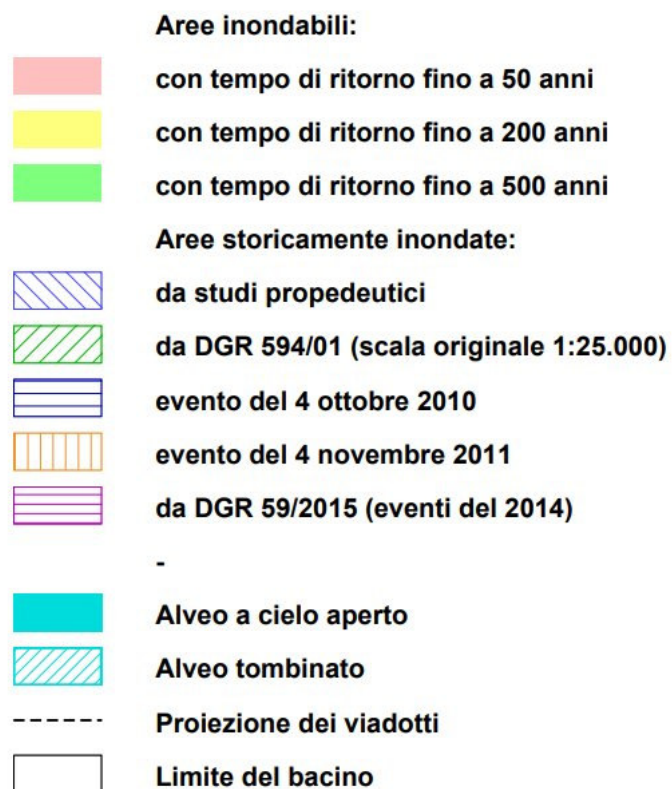 Aree inondabili:
con tempo di ritorno fino a 50 anni
con tempo di ritorno fino a 200 anni
con tempo di ritorno fino a 500 anni
Aree storicamente inondate:
da studi propedeutici
da DGR 594/01 (scala originale 1:25.000)
evento del 4 ottobre 2010
evento del 4 novembre 2011
da DGR 59/2015 (eventi del 2014)
-
Alveo a cielo aperto
Alveo tombinato
Proiezione dei viadotti
Limite del bacino